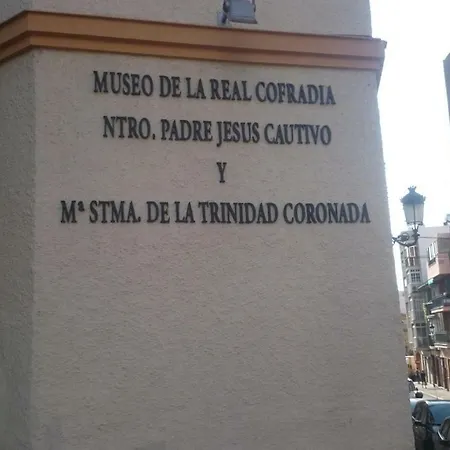 MUSEO DE LA REAL COFRADIA
NTRO. PADRE JESUS CAUTIVO
Y
Mª STMA. DE LA TRINIDAD CORONADA